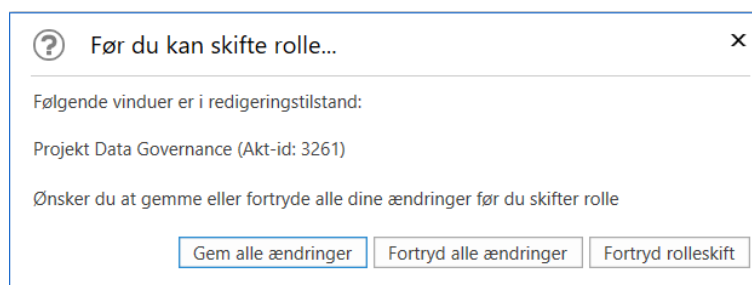 Før du kan skifte rolle...
Følgende vinduer er i redigeringstilstand:
Projekt Data Governance (Akt-id: 3261)
Ønsker du at gemme eller fortryde alle dine ændringer før du skifter rolle
Gem alle ændringer Fortryd alle ændringer Fortryd rolleskift